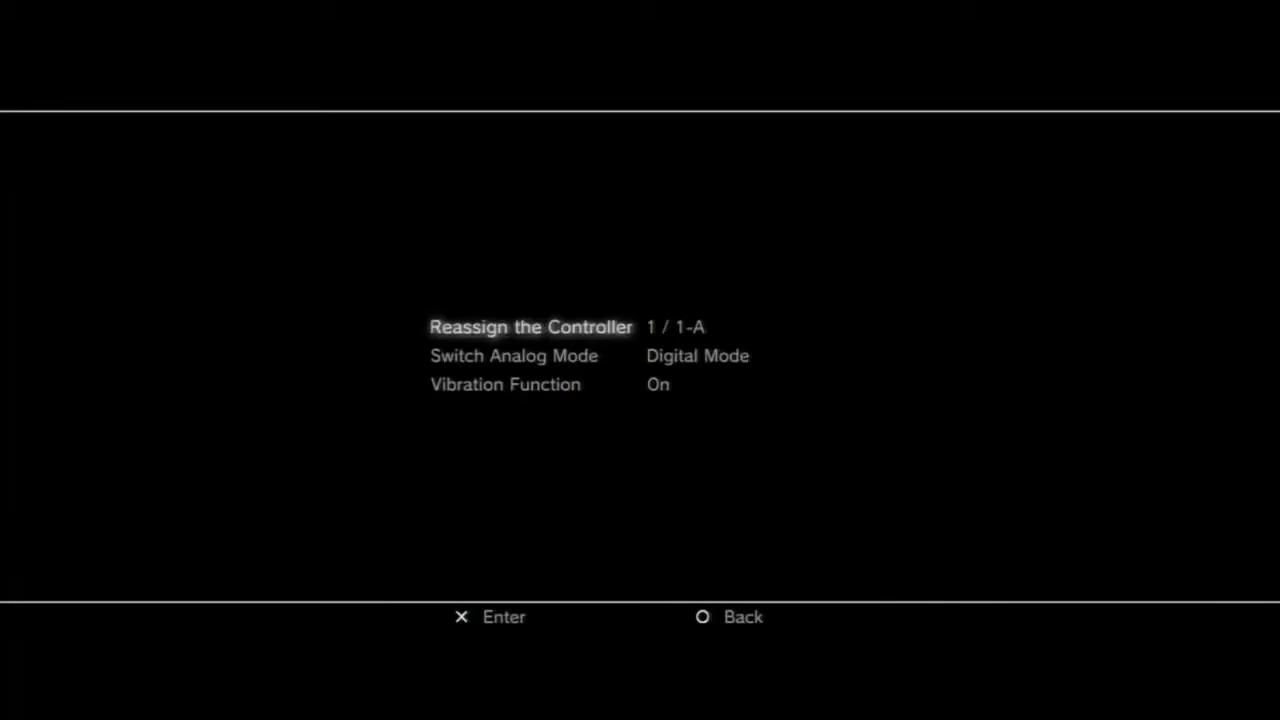 Reassign the Controller 1 / 1-A
Switch Analog Mode Digital Mode
Vibration Function On
Enter Back